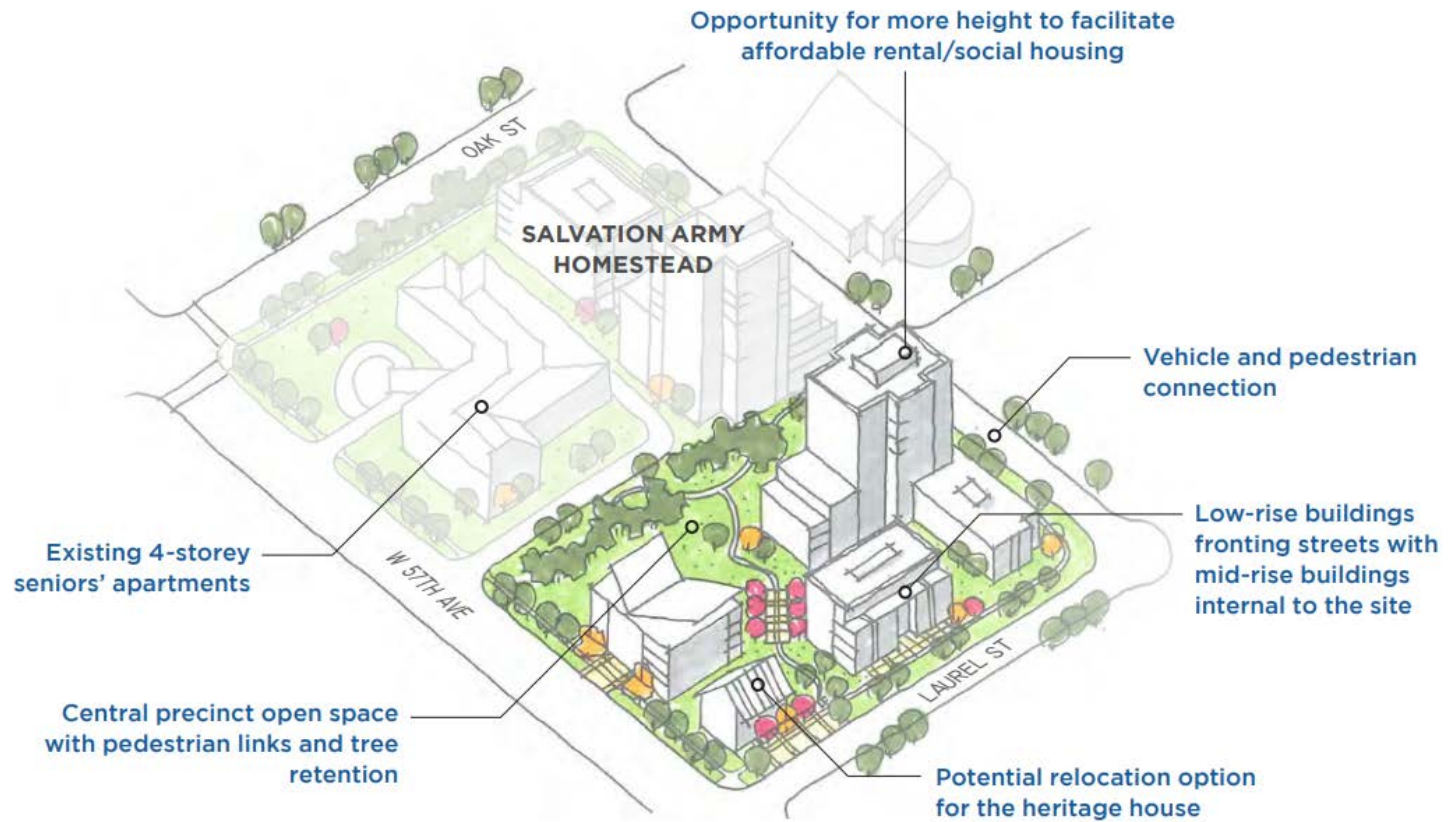 Opportunity for more height to facilitate
affordable rental/social housing
OAK ST
SALVATION ARMY
HOMESTEAD
Vehicle and pedestrian
connection
Existing 4-storey
seniors’ apartments
W 57TH AVE
Low-rise buildings
fronting streets with
mid-rise buildings
internal to the site
LAUREL ST
Central precinct open space
with pedestrian links and tree
retention
Potential relocation option
for the heritage house